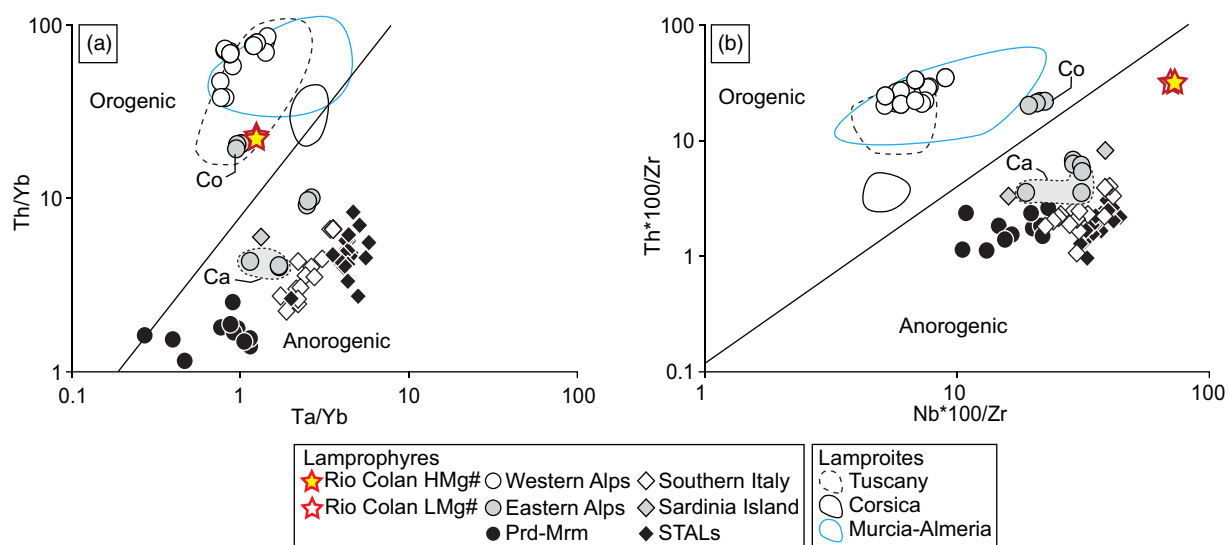 (a)
Orogenic
Co
Ca
Anorogenic
100
10
1
Th/Yb
0.1
1
10
100
Ta/Yb
(b)
Orogenic
Co
Ca
Anorogenic
100
10
1
0.1
Th*100/Zr
1
10
100
Nb*100/Zr
Lamprophyres
Rio Colan HMg# Western Alps Southern Italy
Rio Colan LMg# Eastern Alps Sardinia Island
Prd-Mrm STALs
Lamproites
Tuscany
Corsica
Murcia-Almeria